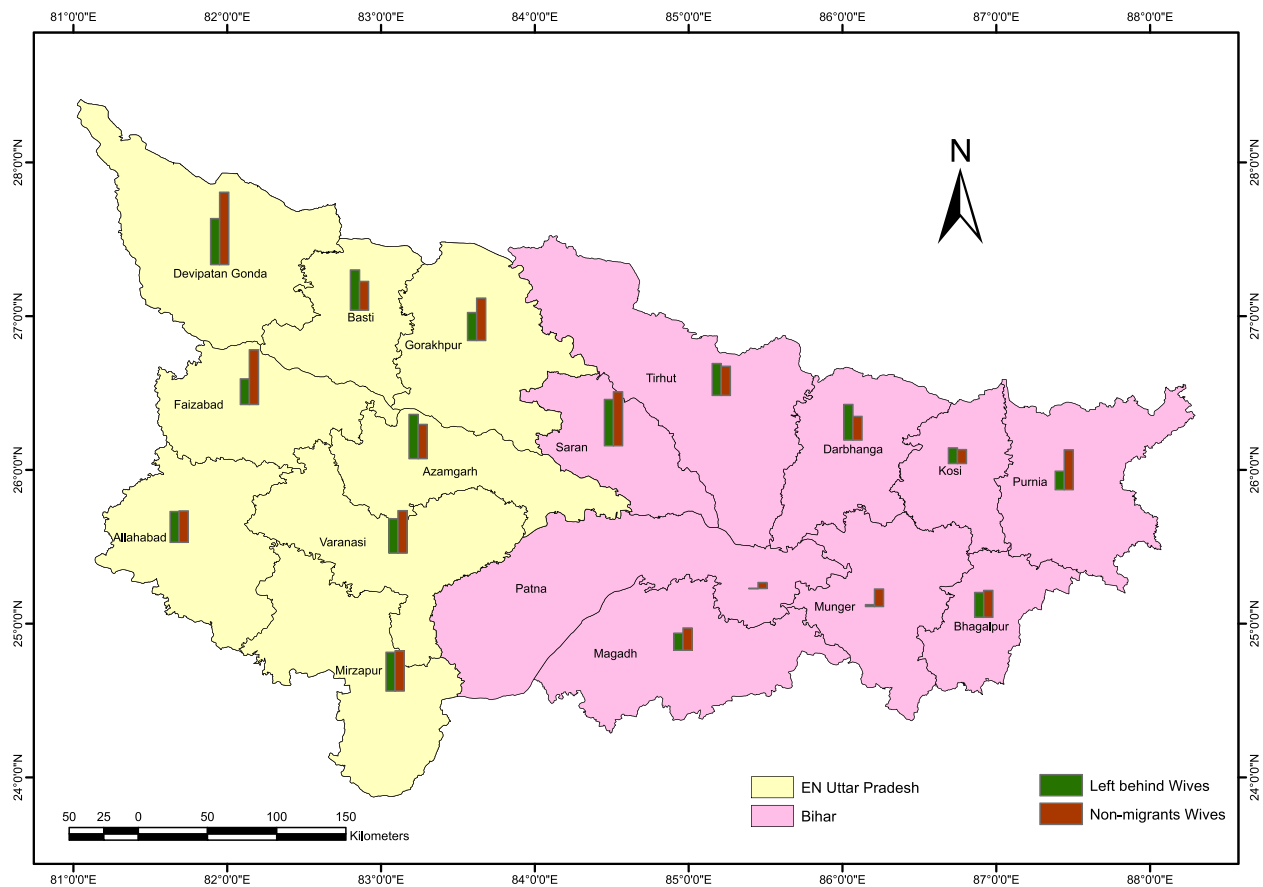 81°0'0"E 82°0'0"E 83°0'0"E 84°0'0"E 85°0'0"E 86°0'0"E 87°0'0"E 88°0'0"E
N
28°0'0"N 28°0'0"N
Devipatan Gonda
Basti
27°0'0"N 27°0'0"N
Gorakhpur
Tirhut
Faizabad
Saran
Darbhanga
Azamgarh
Kosi
26°0'0"N 26°0'0"N
Purnia
Allahabad
Varanasi
Patna
Munger
25°0'0"N 25°0'0"N
Bhagalpur
Magadh
Mirzapur
24°0'0"N 24°0'0"N
EN Uttar Pradesh
Left behind Wives
Bihar
Non-migrants Wives
50 25 0 50 100 150
Kilometers
81°0'0"E 82°0'0"E 83°0'0"E 84°0'0"E 85°0'0"E 86°0'0"E 87°0'0"E 88°0'0"E